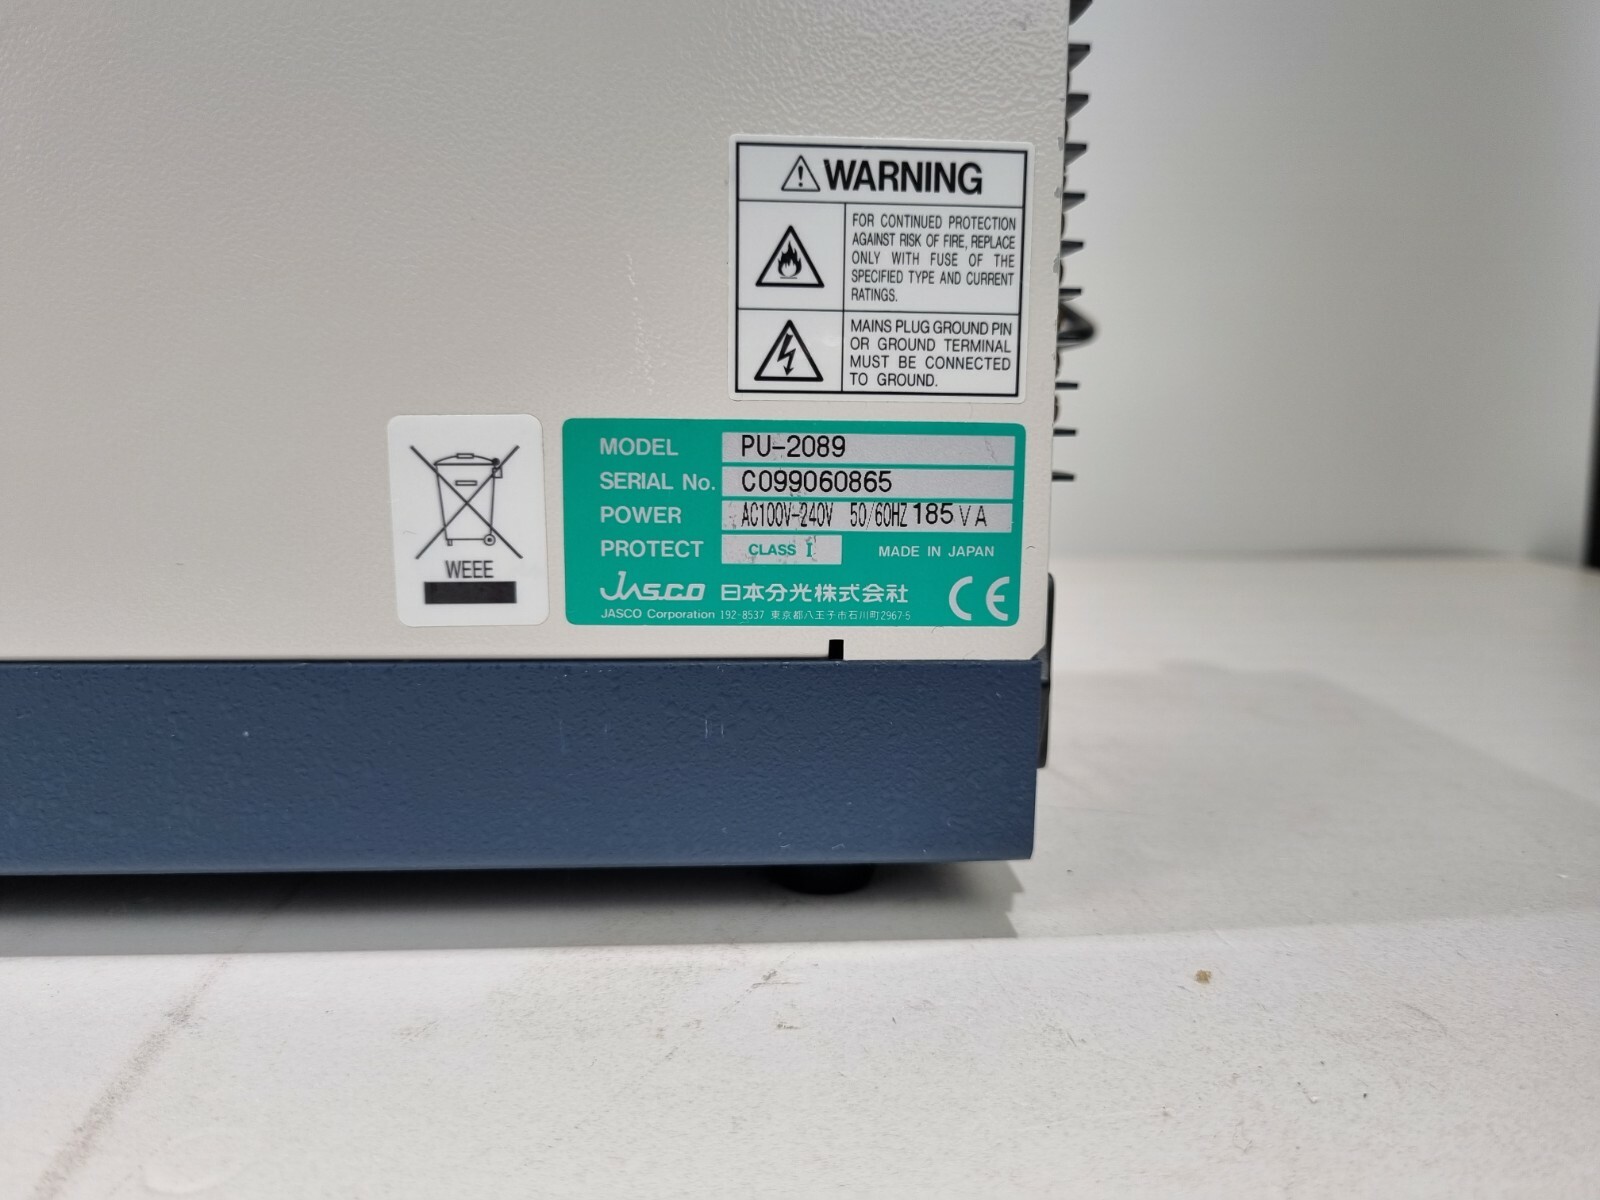 WARNING
FOR CONTINUED PROTECTION
AGAINST RISK OF FIRE, REPLACE
ONLY WITH FUSE OF THE
SPECIFIED TYPE AND CURRENT
RATINGS.
MAINS PLUG GROUND PIN
OR GROUND TERMINAL
MUST BE CONNECTED
TO GROUND.
WEEE
MODEL PU-2089
SERIAL No. C099060865
POWER AC100V-240V 50/60HZ 185 VA
PROTECT CLASS I MADE IN JAPAN
JASCO 日本分光株式会社 CE
JASCO Corporation 192-8537 東京都八王子市石川町2967-5